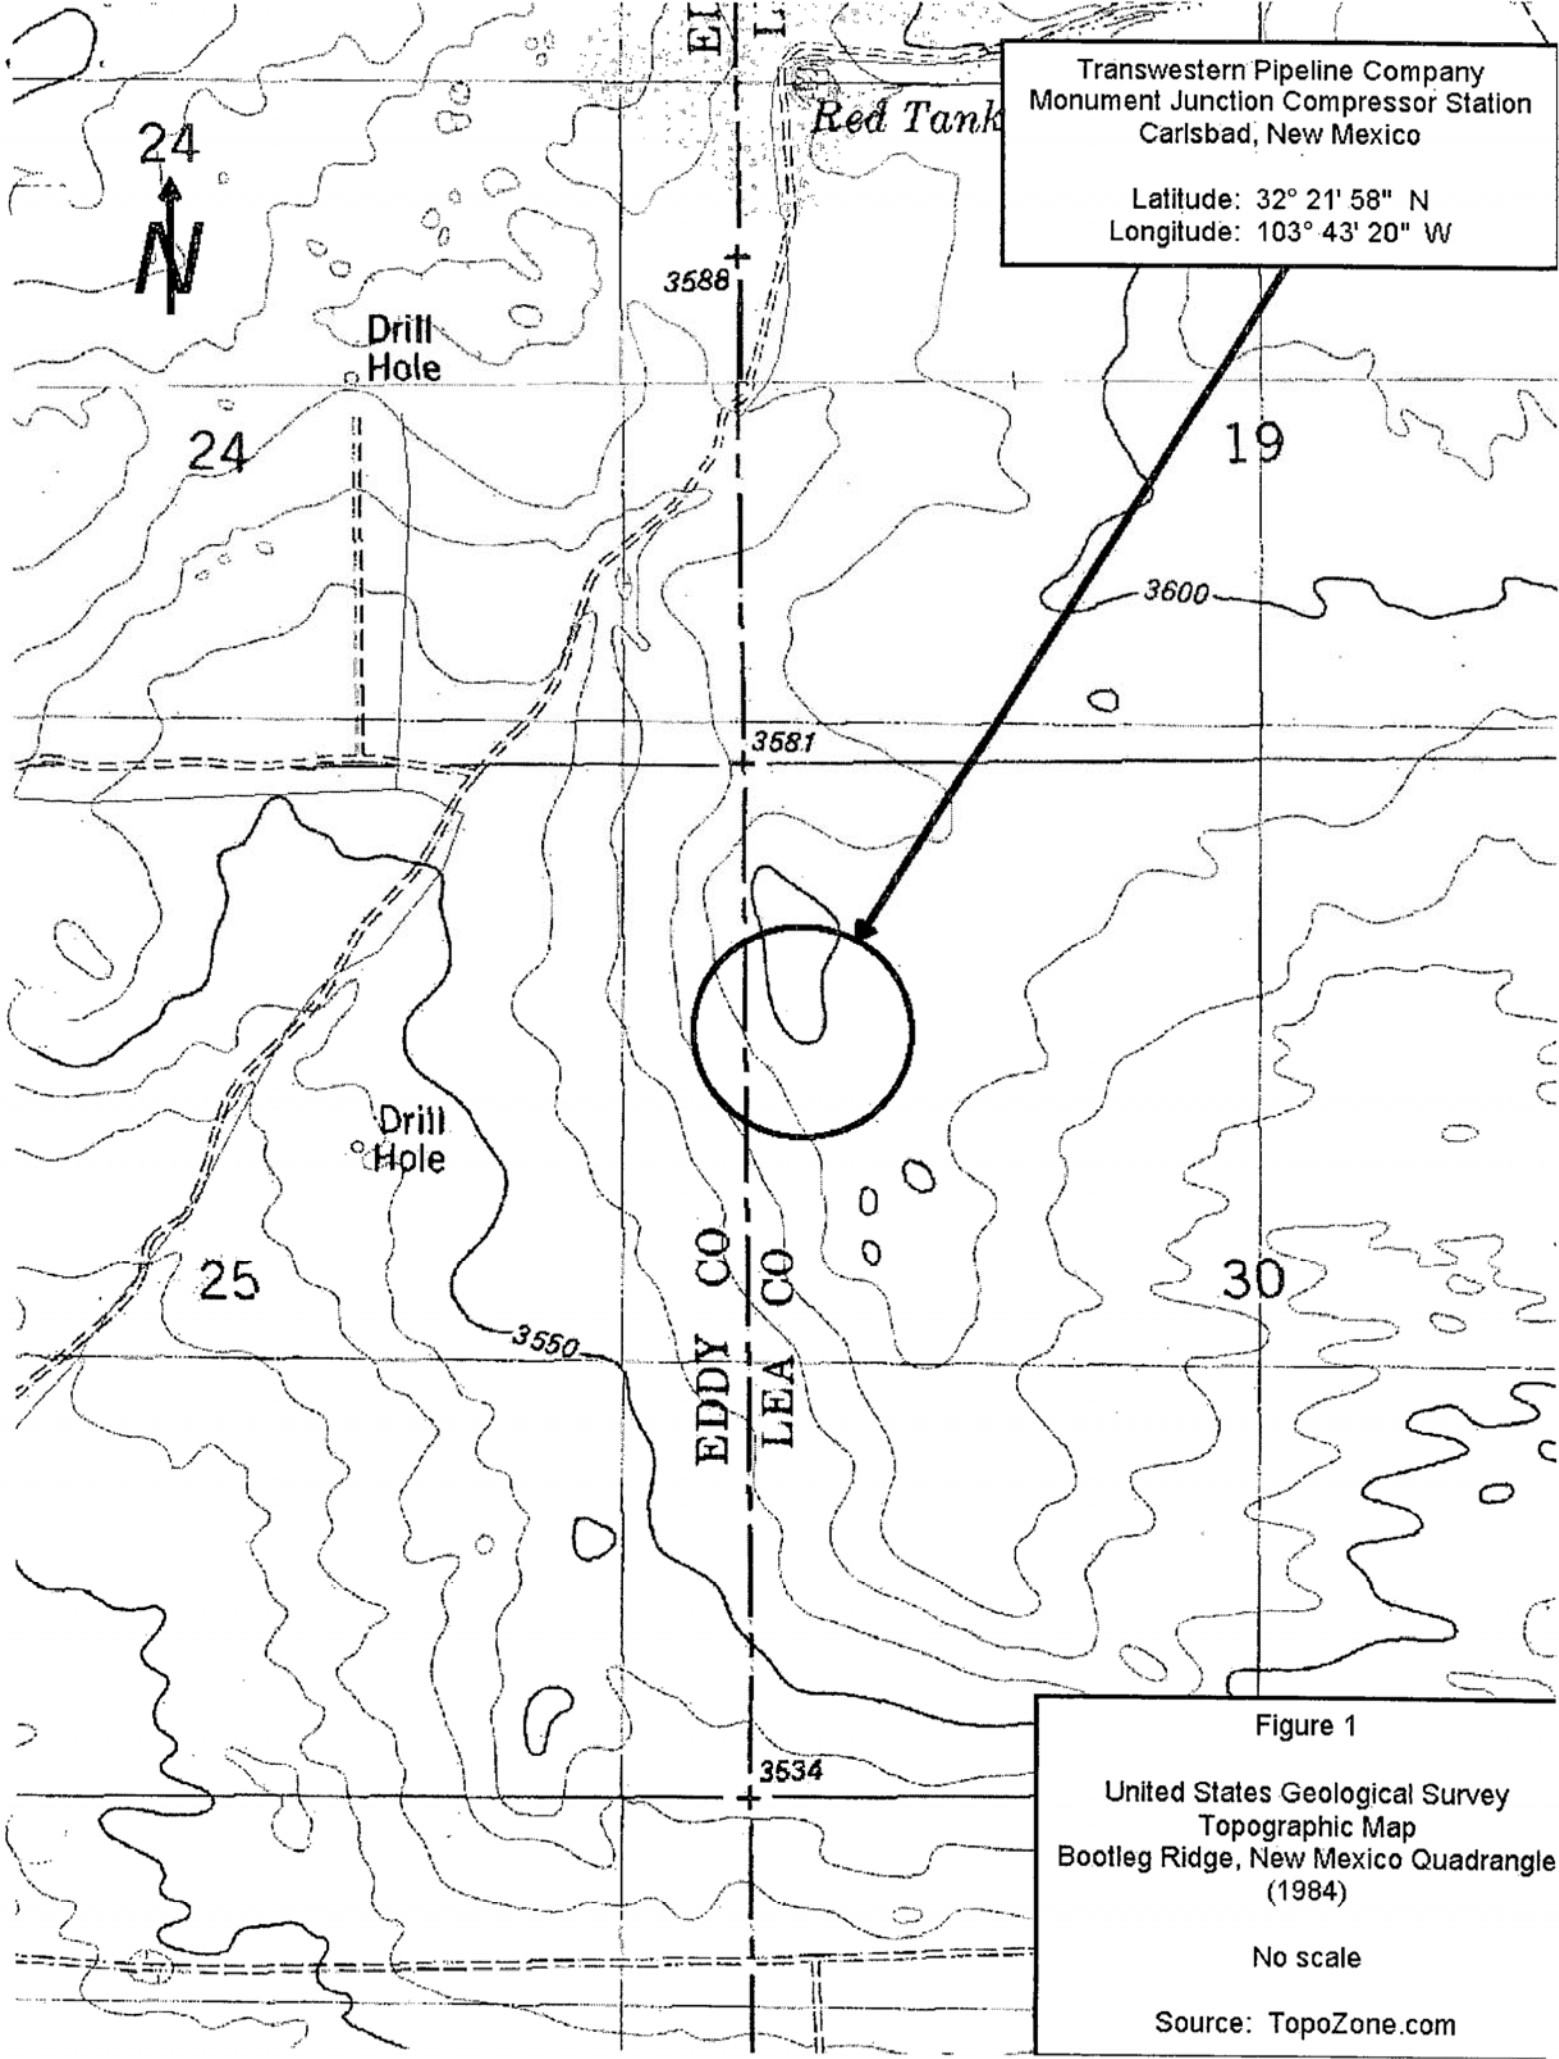 Transwestern Pipeline Company
Monument Junction Compressor Station
Carlsbad, New Mexico
Latitude: 32° 21' 58" N
Longitude: 103° 43' 20" W
Red Tank
24
N
3588
Drill
Hole
24
19
3600
3581
Drill
Hole
25
EDDY CO
LEA CO
30
3550
3534
Figure 1
United States Geological Survey
Topographic Map
Bootleg Ridge, New Mexico Quadrangle
(1984)
No scale
Source: TopoZone.com